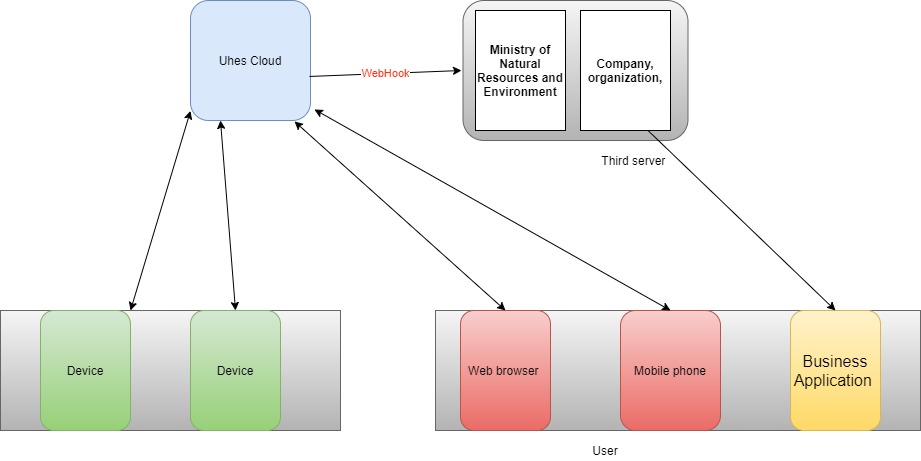 Uhes Cloud
WebHook
Ministry of
Natural
Resources and
Environment
Company,
organization,
Third server
Device
Device
Web browser
Mobile phone
Business
Application
User